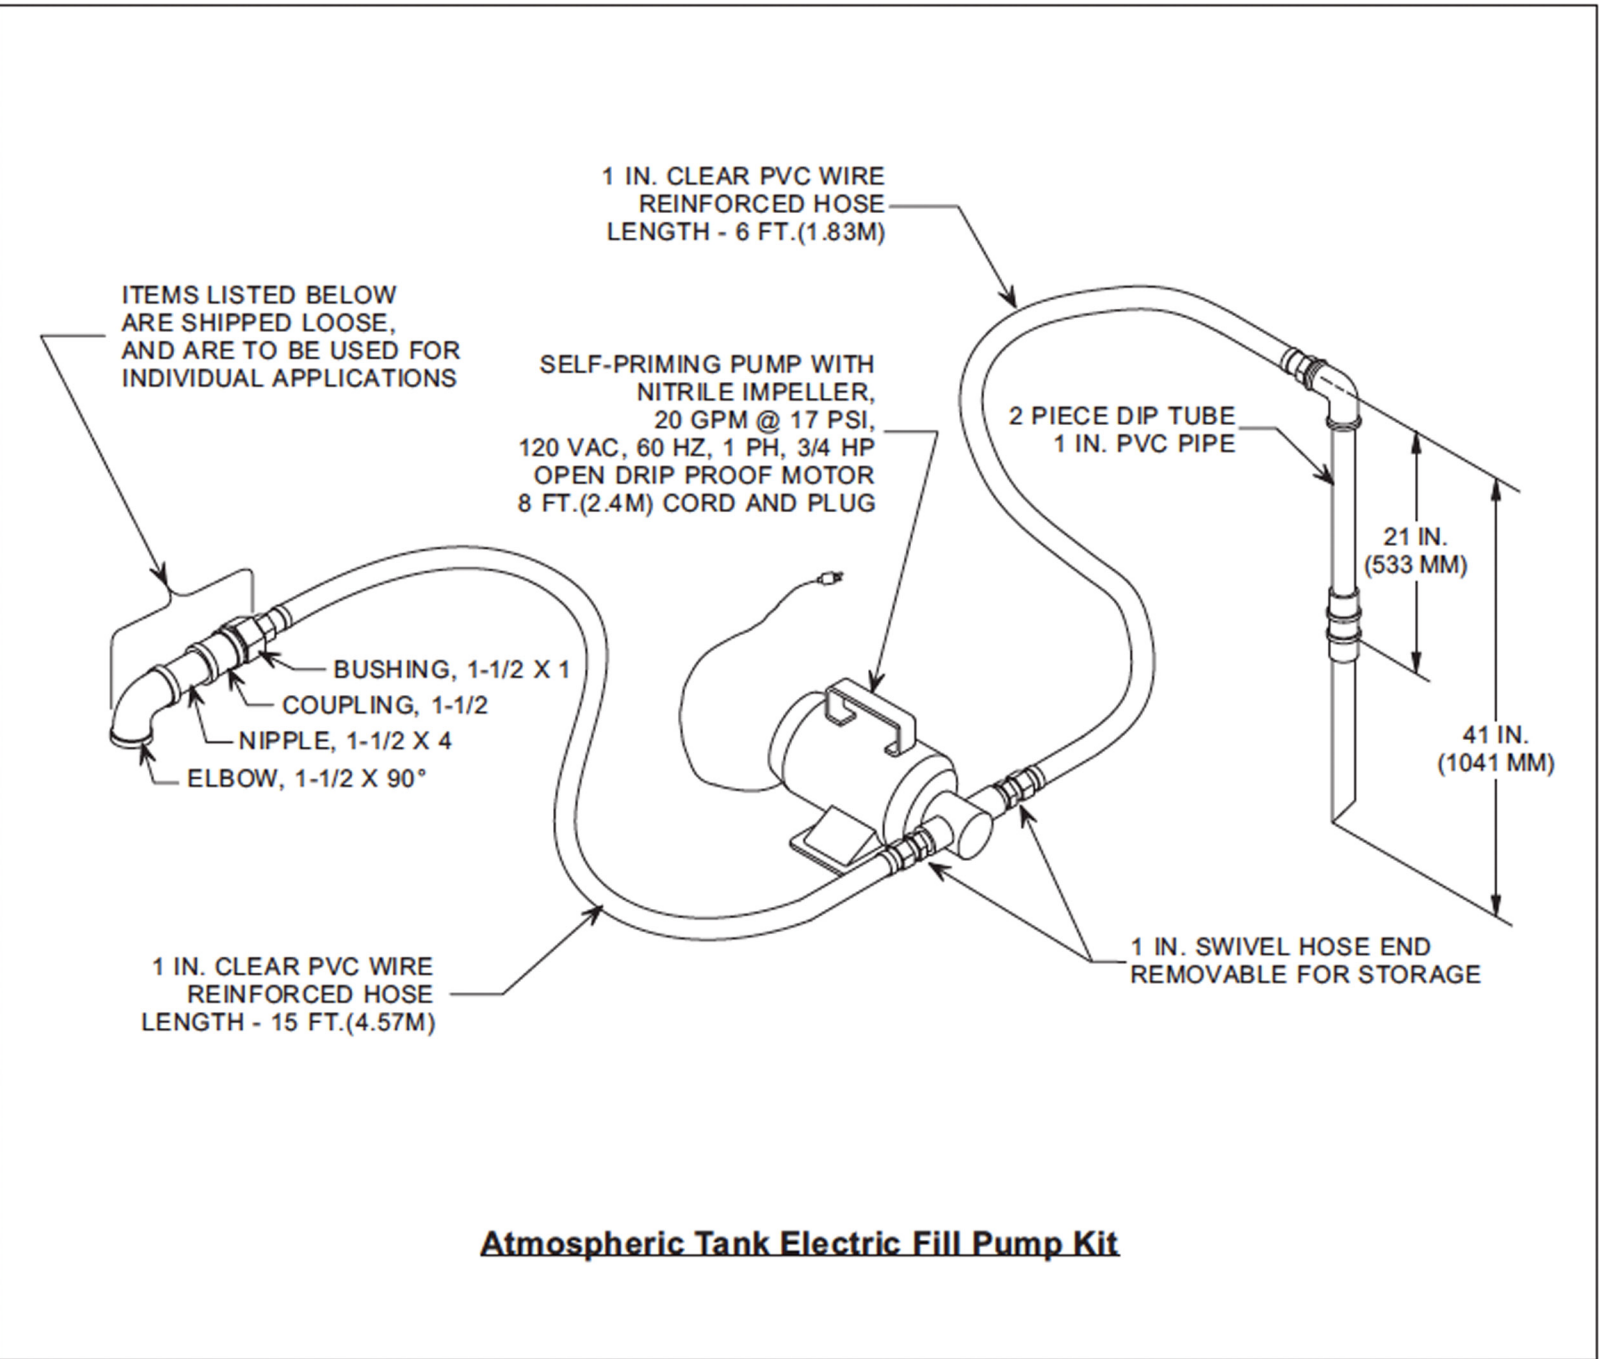 1 IN. CLEAR PVC WIRE
REINFORCED HOSE
LENGTH - 6 FT.(1.83M)
ITEMS LISTED BELOW
ARE SHIPPED LOOSE,
AND ARE TO BE USED FOR
INDIVIDUAL APPLICATIONS
SELF-PRIMING PUMP WITH
NITRILE IMPELLER,
20 GPM @ 17 PSI,
120 VAC, 60 HZ, 1 PH, 3/4 HP
OPEN DRIP PROOF MOTOR
8 FT.(2.4M) CORD AND PLUG
2 PIECE DIP TUBE
1 IN. PVC PIPE
21 IN.
(533 MM)
41 IN.
(1041 MM)
BUSHING, 1-1/2 X 1
COUPLING, 1-1/2
NIPPLE, 1-1/2 X 4
ELBOW, 1-1/2 X 90°
1 IN. CLEAR PVC WIRE
REINFORCED HOSE
LENGTH - 15 FT.(4.57M)
1 IN. SWIVEL HOSE END
REMOVABLE FOR STORAGE
Atmospheric Tank Electric Fill Pump Kit